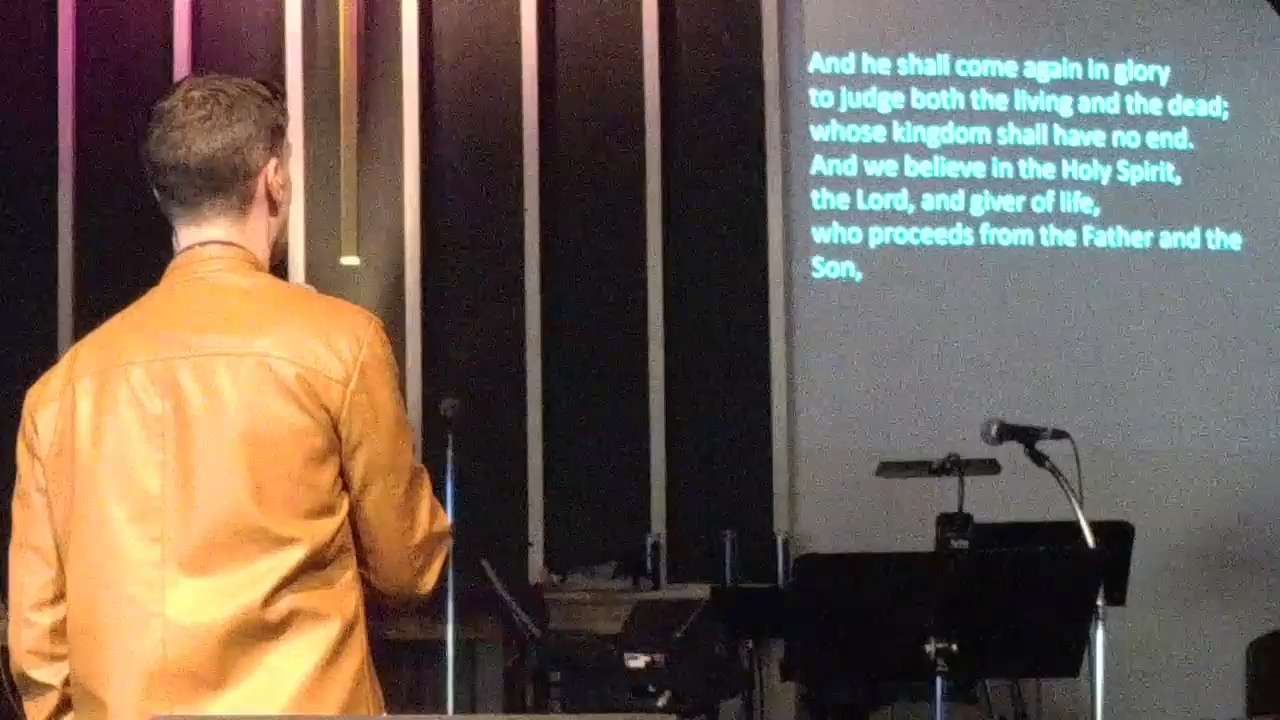 And he shall come again in glory
to judge both the living and the dead;
whose kingdom shall have no end.
And we believe in the Holy Spirit,
the Lord, and giver of life,
who proceeds from the Father and the
Son,